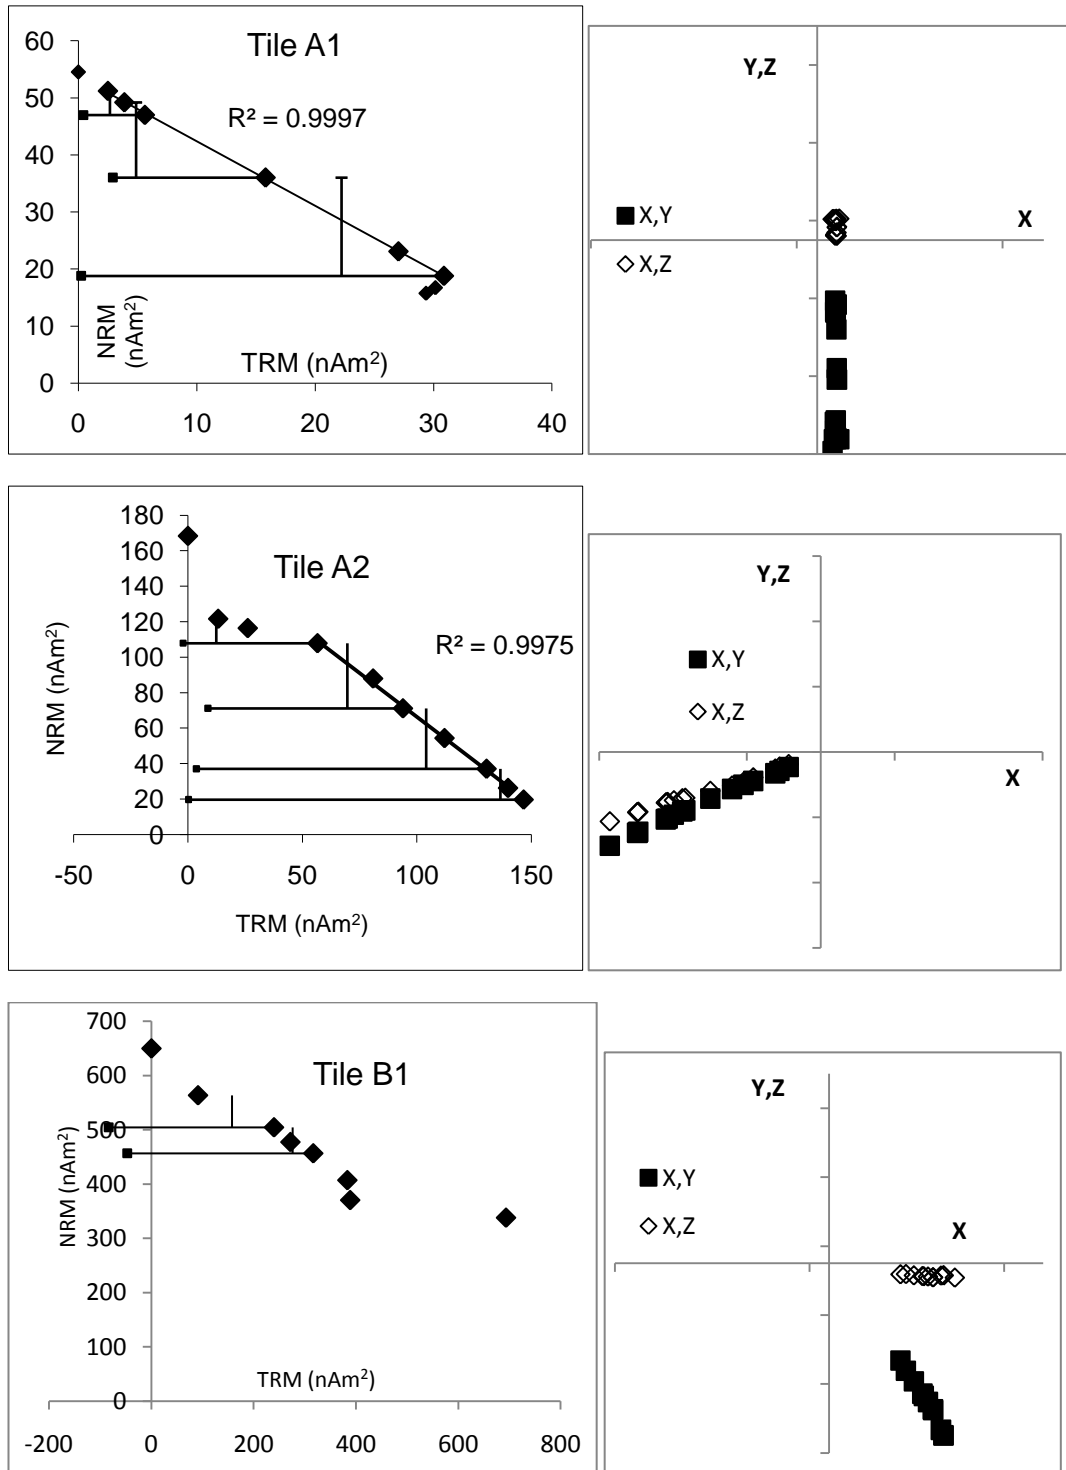 Tile A1
R² = 0.9997
60
50
40
30
20
10
0
NRM
(nAm²)
TRM (nAm²)
0 10 20 30 40
Y,Z
X
X,Y
X,Z
Tile A2
R² = 0.9975
180
160
140
120
100
80
60
40
20
0
NRM (nAm²)
-50 0 50 100 150
TRM (nAm²)
Y,Z
X,Y
X,Z
X
Tile B1
700
600
500
400
300
200
100
0
NRM (nAm²)
TRM (nAm²)
-200 0 200 400 600 800
Y,Z
X,Y
X,Z
X